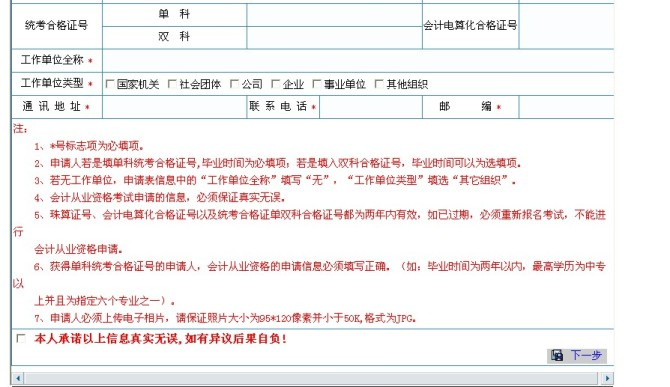 单 科
统考合格证号 会计电算化合格证号
双 科
工作单位全称 *
工作单位类型 * 国家机关 社会团体 公司 企业 事业单位 其他组织
通 讯 地 址 * 联 系 电 话 * 邮 编 *
注:
1、*号标志项为必填项。
2、申请人若是填单科统考合格证号,毕业时间为必填项；若是填入双科合格证号，毕业时间可以为选填项。
3、若无工作单位，申请表信息中的“工作单位全称”填写“无”，“工作单位类型”填选“其它组织”。
4、会计从业资格考试申请的信息，必须保证真实无误。
5、珠算证号、会计电算化合格证号以及统考合格证单双科合格证号都为两年内有效，如已过期，必须重新报名考试，不能进
行
会计从业资格申请。
6、获得单科统考合格证号的申请人，会计从业资格的申请信息必须填写正确。（如：毕业时间为两年以内，最高学历为中专
以
上并且为指定六个专业之一）。
7、申请人必须上传电子相片，请保证照片大小为95*120像素并小于50K,格式为JPG。
本人承诺以上信息真实无误,如有异议后果自负!
下一步